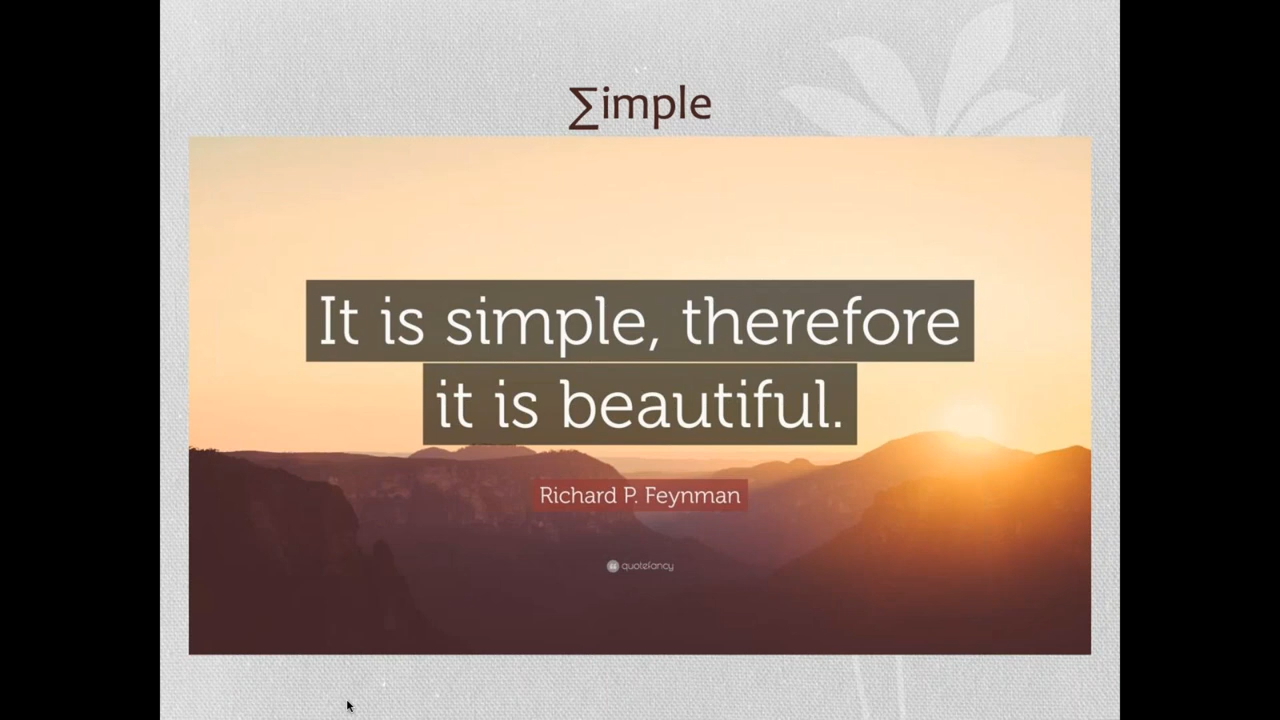 ∑imple
It is simple, therefore
it is beautiful.
Richard P. Feynman
quotefancy